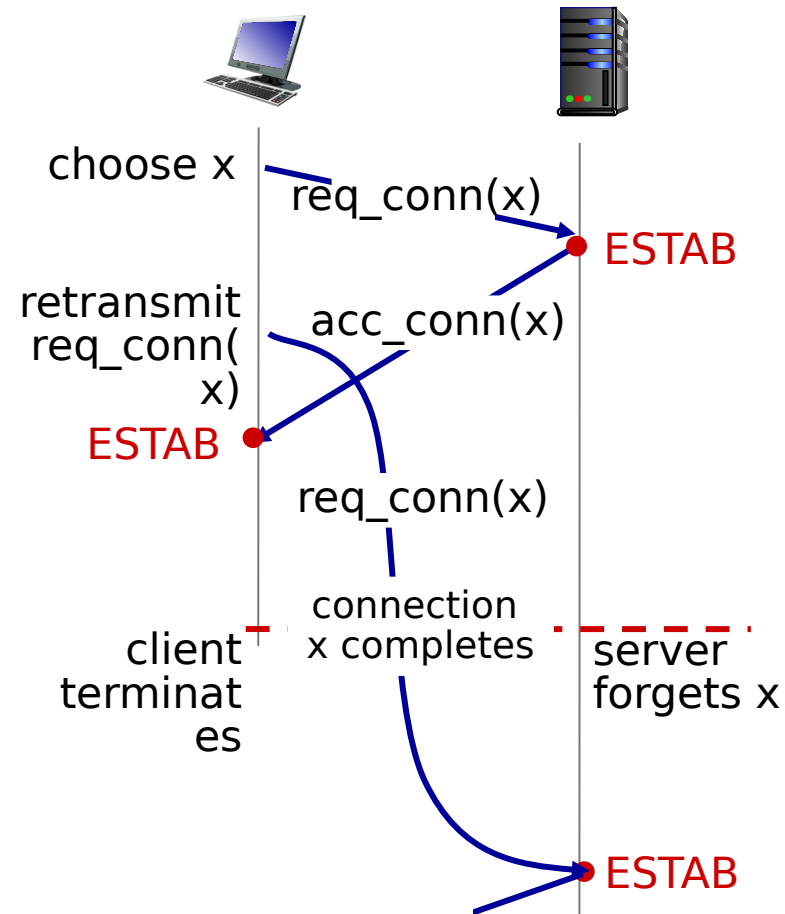 choose x
req_conn(x)
ESTAB
retransmit
req_conn(
x)
acc_conn(x)
ESTAB
req_conn(x)
connection
x completes
client
terminat
es
server
forgets x
ESTAB